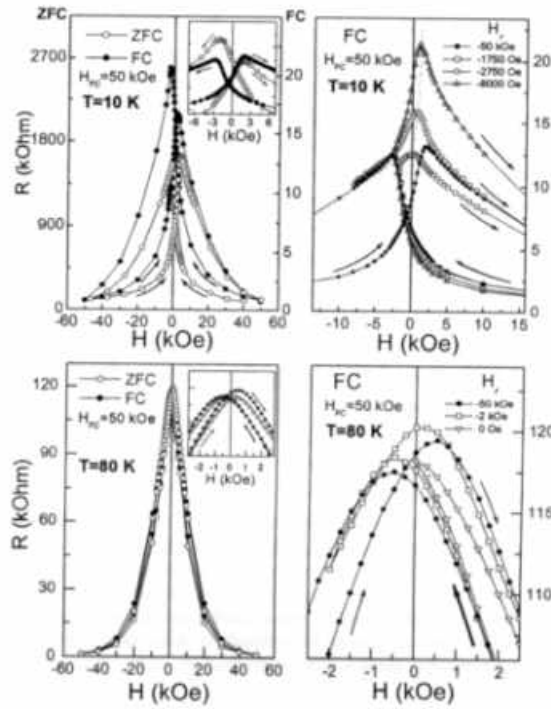 ZFC
FC
ZFC
FC
H_FC=50 kOe
T=10 K
2700
1800
900
0
R (kOhm)
20
15
10
5
0
-60 -40 -20 0 20 40 60
H (kOe)
-6 -3 0 3 6
H (kOe)
FC
H_FC=50 kOe
T=10 K
H_r
-50 kOe
-1750 Oe
-2750 Oe
-8000 Oe
20
15
10
5
0
-10 -5 0 5 10 15
H (kOe)
ZFC
FC
H_FC=50 kOe
T=80 K
120
90
60
30
0
R (kOhm)
-60 -40 -20 0 20 40 60
H (kOe)
-2 0 2
H (kOe)
FC
H_FC=50 kOe
T=80 K
H_r
-50 kOe
-2 kOe
0 Oe
120
115
110
-2 -1 0 1 2
H (kOe)